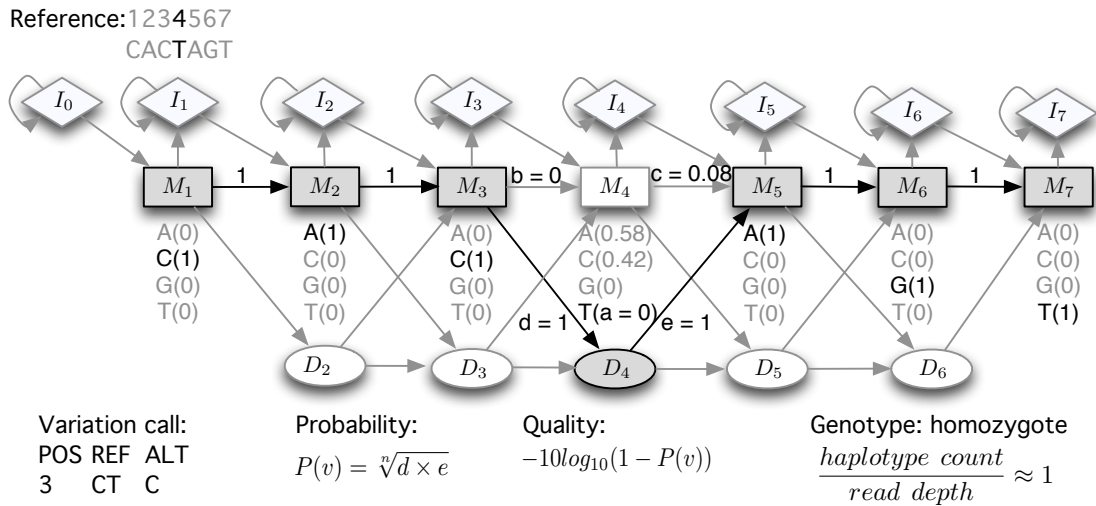 Reference:1234567
CACTAGT
I₀ I₁ I₂ I₃ I₄ I₅ I₆ I₇
1 1 b = 0 c = 0.08 1 1
M₁ M₂ M₃ M₄ M₅ M₆ M₇
A(0) A(1) A(0) A(0.58) A(1) A(0) A(0)
C(1) C(0) C(1) C(0.42) C(0) C(0) C(0)
G(0) G(0) G(0) G(0) G(0) G(1) G(0)
T(0) T(0) T(0) T(a = 0) T(0) T(0) T(1)
d = 1 e = 1
D₂ D₃ D₄ D₅ D₆
Variation call:
POS REF ALT
3 CT C
Probability:
P(v) = ⁿ√(d × e)
Quality:
−10log₁₀(1 − P(v))
Genotype: homozygote
haplotype count
read depth
≈ 1